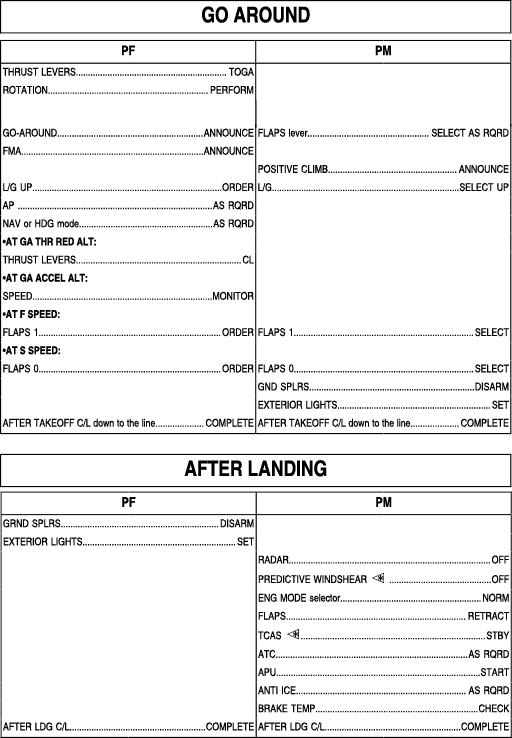 GO AROUND
PF PM
THRUST LEVERS.......................................................... TOGA
ROTATION.............................................................. PERFORM
GO-AROUND.........................................................ANNOUNCE FLAPS lever............................................... SELECT AS RQRD
FMA.......................................................................ANNOUNCE
POSITIVE CLIMB.................................................. ANNOUNCE
L/G UP.........................................................................ORDER L/G........................................................................SELECT UP
AP ...........................................................................AS RQRD
NAV or HDG mode....................................................AS RQRD
•AT GA THR RED ALT:
THRUST LEVERS................................................................CL
•AT GA ACCEL ALT:
SPEED.....................................................................MONITOR
•AT F SPEED:
FLAPS 1.......................................................................ORDER FLAPS 1...................................................................... SELECT
•AT S SPEED:
FLAPS 0.......................................................................ORDER FLAPS 0...................................................................... SELECT
GND SPLRS................................................................DISARM
EXTERIOR LIGHTS........................................................... SET
AFTER TAKEOFF C/L down to the line................... COMPLETE AFTER TAKEOFF C/L down to the line................... COMPLETE
AFTER LANDING
PF PM
GRND SPLRS............................................................. DISARM
EXTERIOR LIGHTS........................................................... SET
RADAR..............................................................................OFF
PREDICTIVE WINDSHEAR ........................................OFF
ENG MODE selector.......................................................NORM
FLAPS...................................................................... RETRACT
TCAS .......................................................................STBY
ATC..........................................................................AS RQRD
APU...............................................................................START
ANTI ICE.................................................................. AS RQRD
BRAKE TEMP...............................................................CHECK
AFTER LDG C/L.....................................................COMPLETE AFTER LDG C/L.....................................................COMPLETE